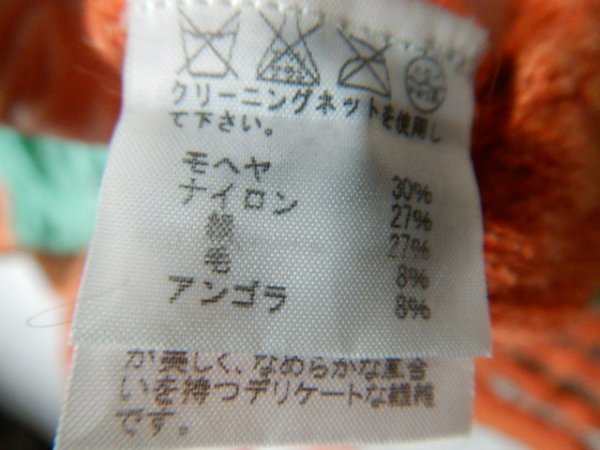 クリーニングネットを使用し
て下さい。
モヘヤ 30%
ナイロン 27%
綿 27%
毛 8%
アンゴラ 8%
が美しく、なめらかな風合
いを持つデリケートな繊維
です。